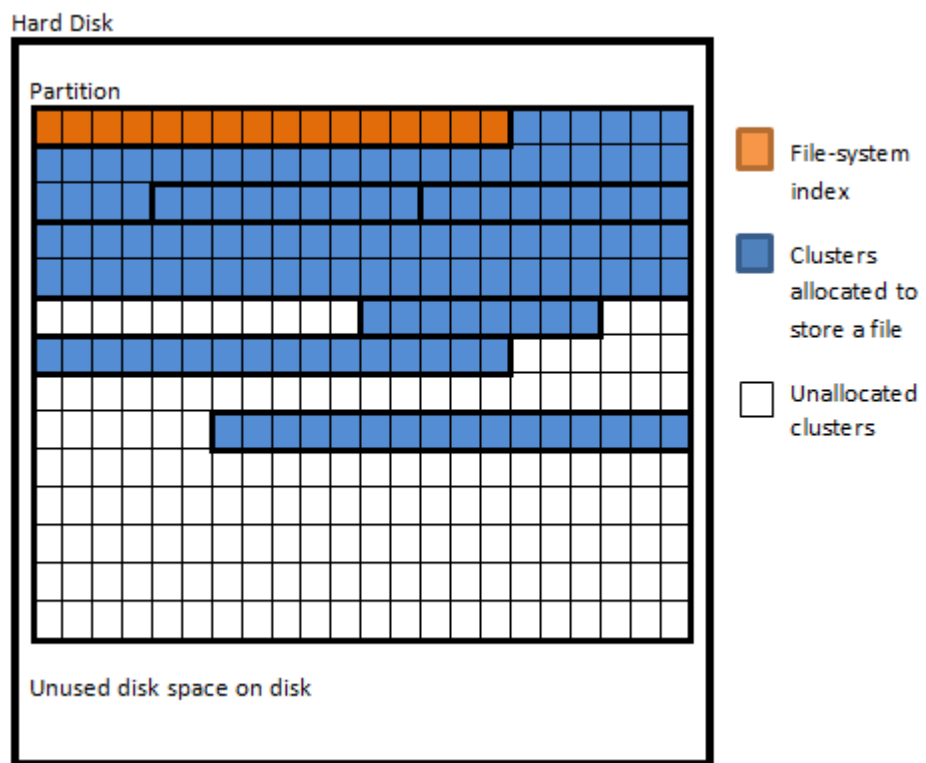 Hard Disk
Partition
File-system
index
Clusters
allocated to
store a file
Unallocated
clusters
Unused disk space on disk